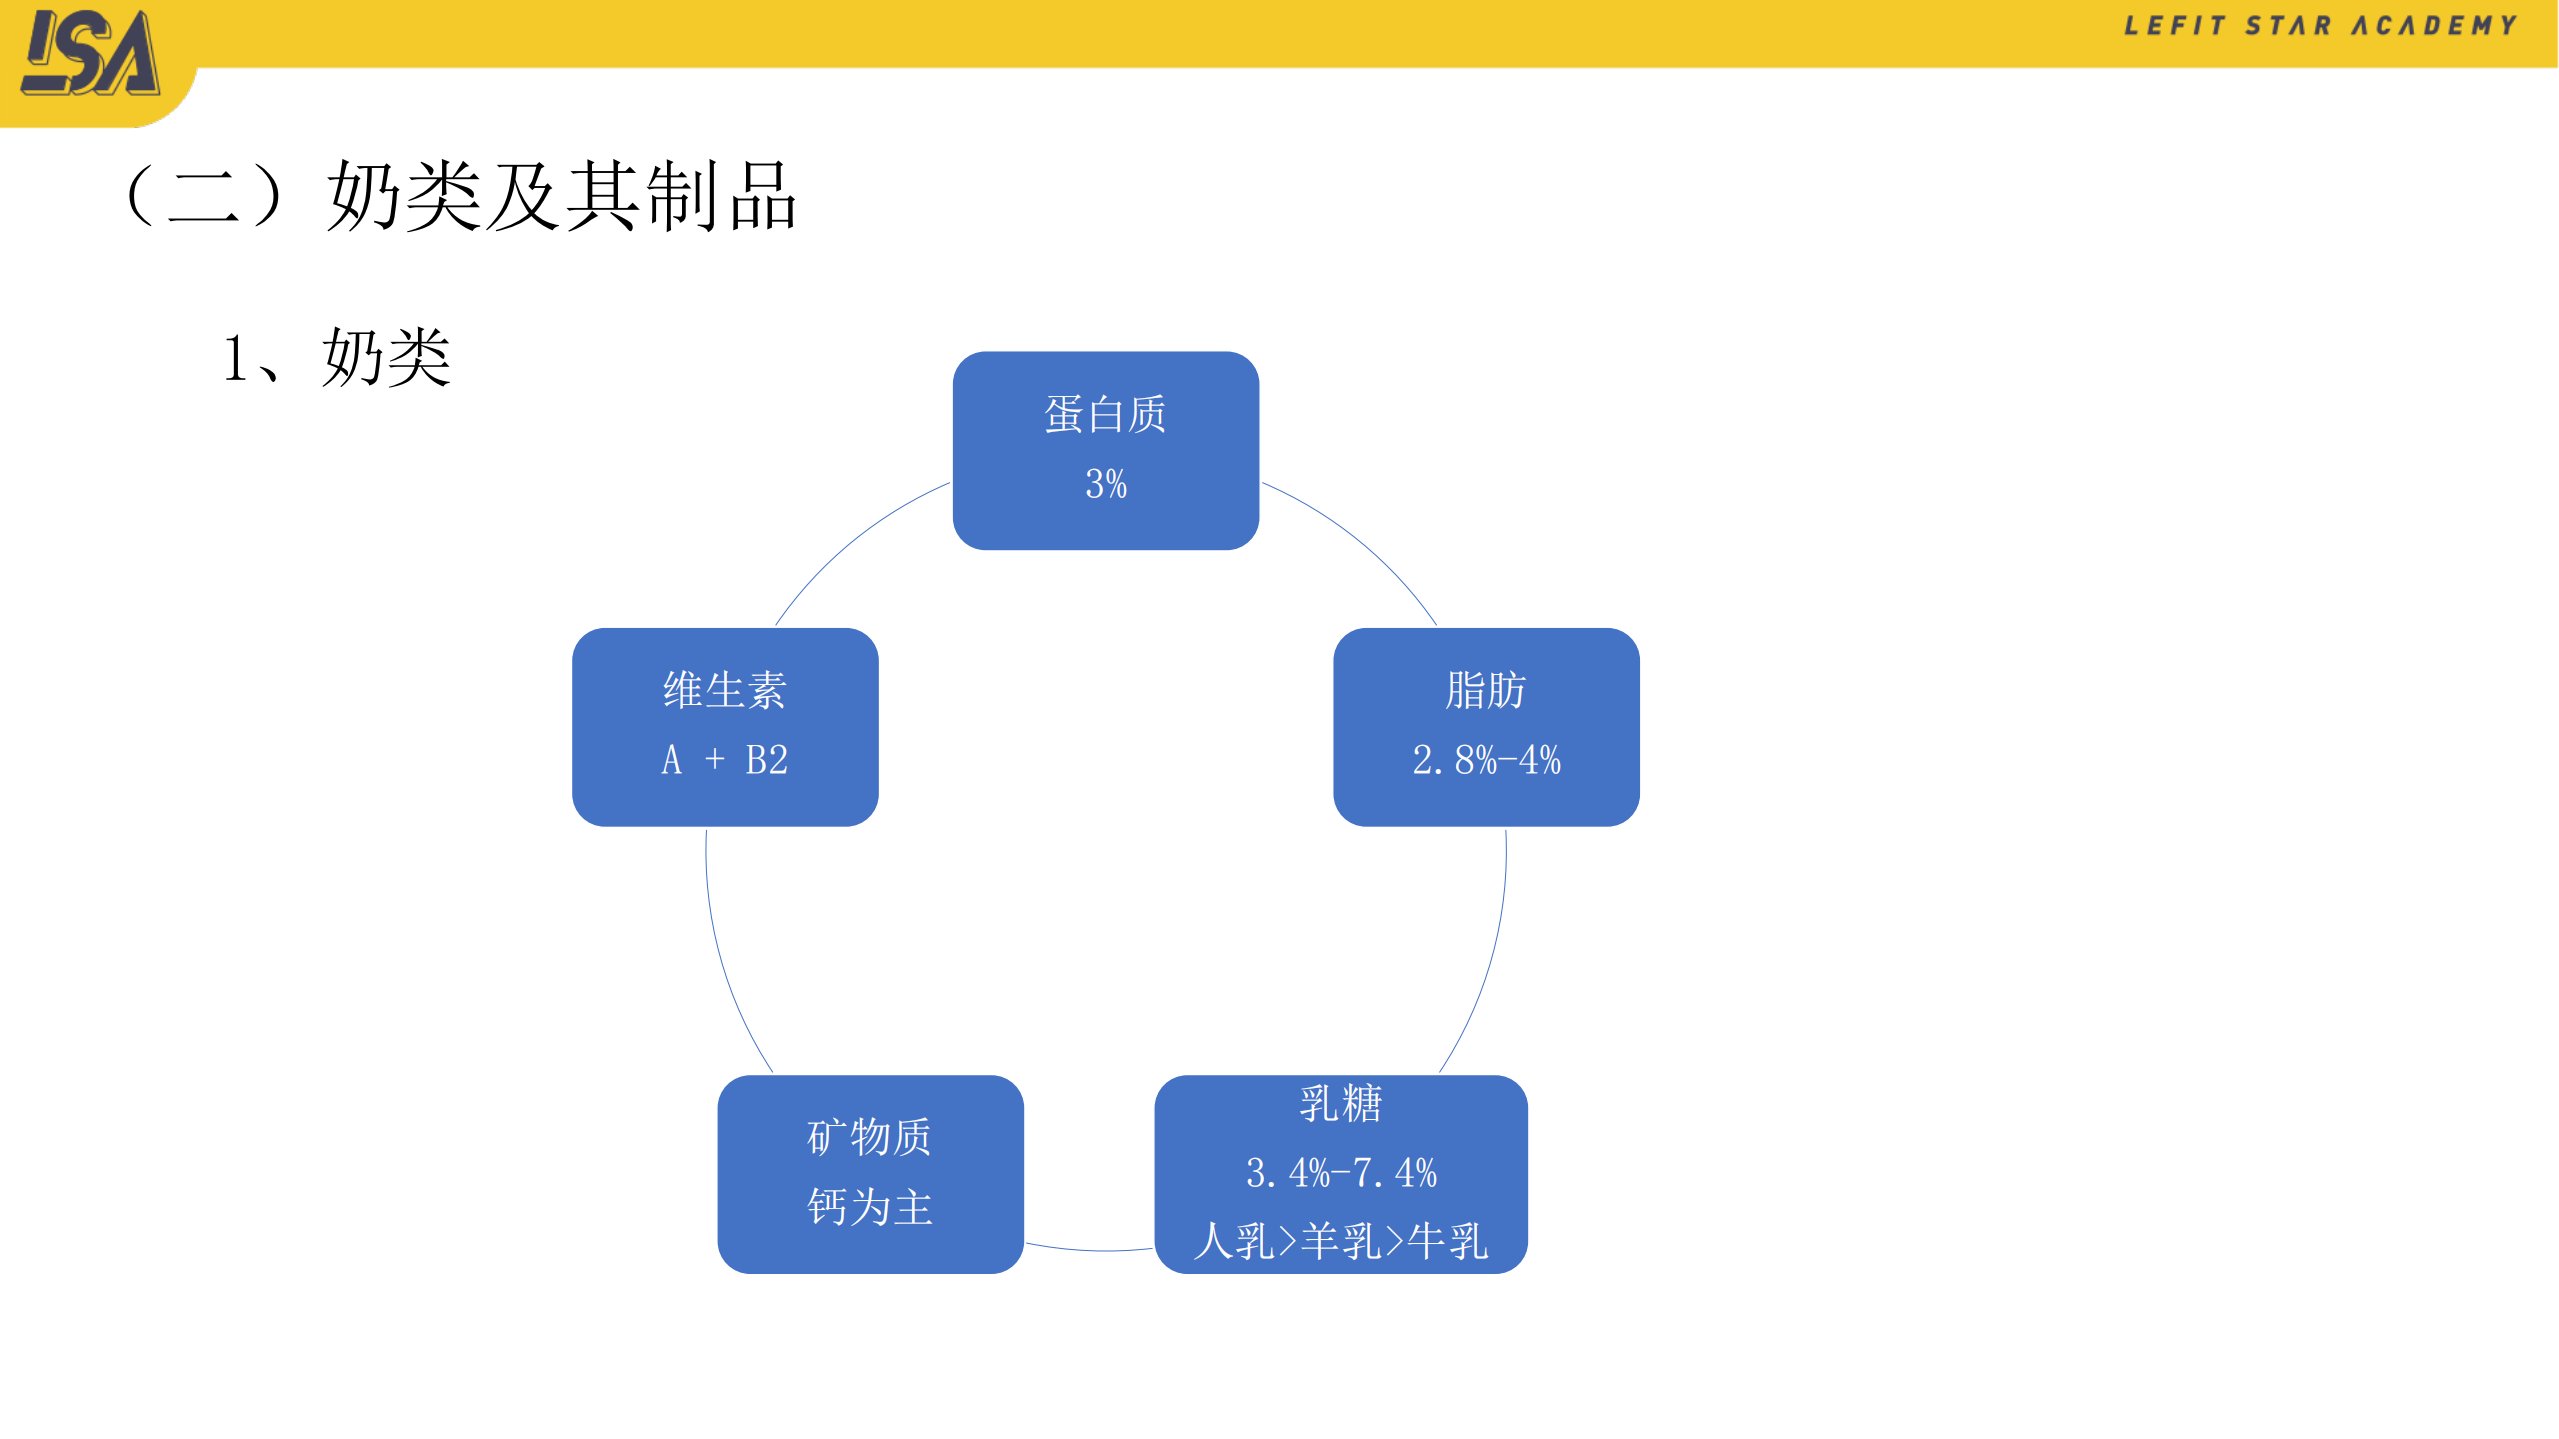 LSA
LEFIT STAR ACADEMY
（二）奶类及其制品
1、奶类
蛋白质
3%
脂肪
2.8%-4%
乳糖
3.4%-7.4%
人乳>羊乳>牛乳
矿物质
钙为主
维生素
A + B2